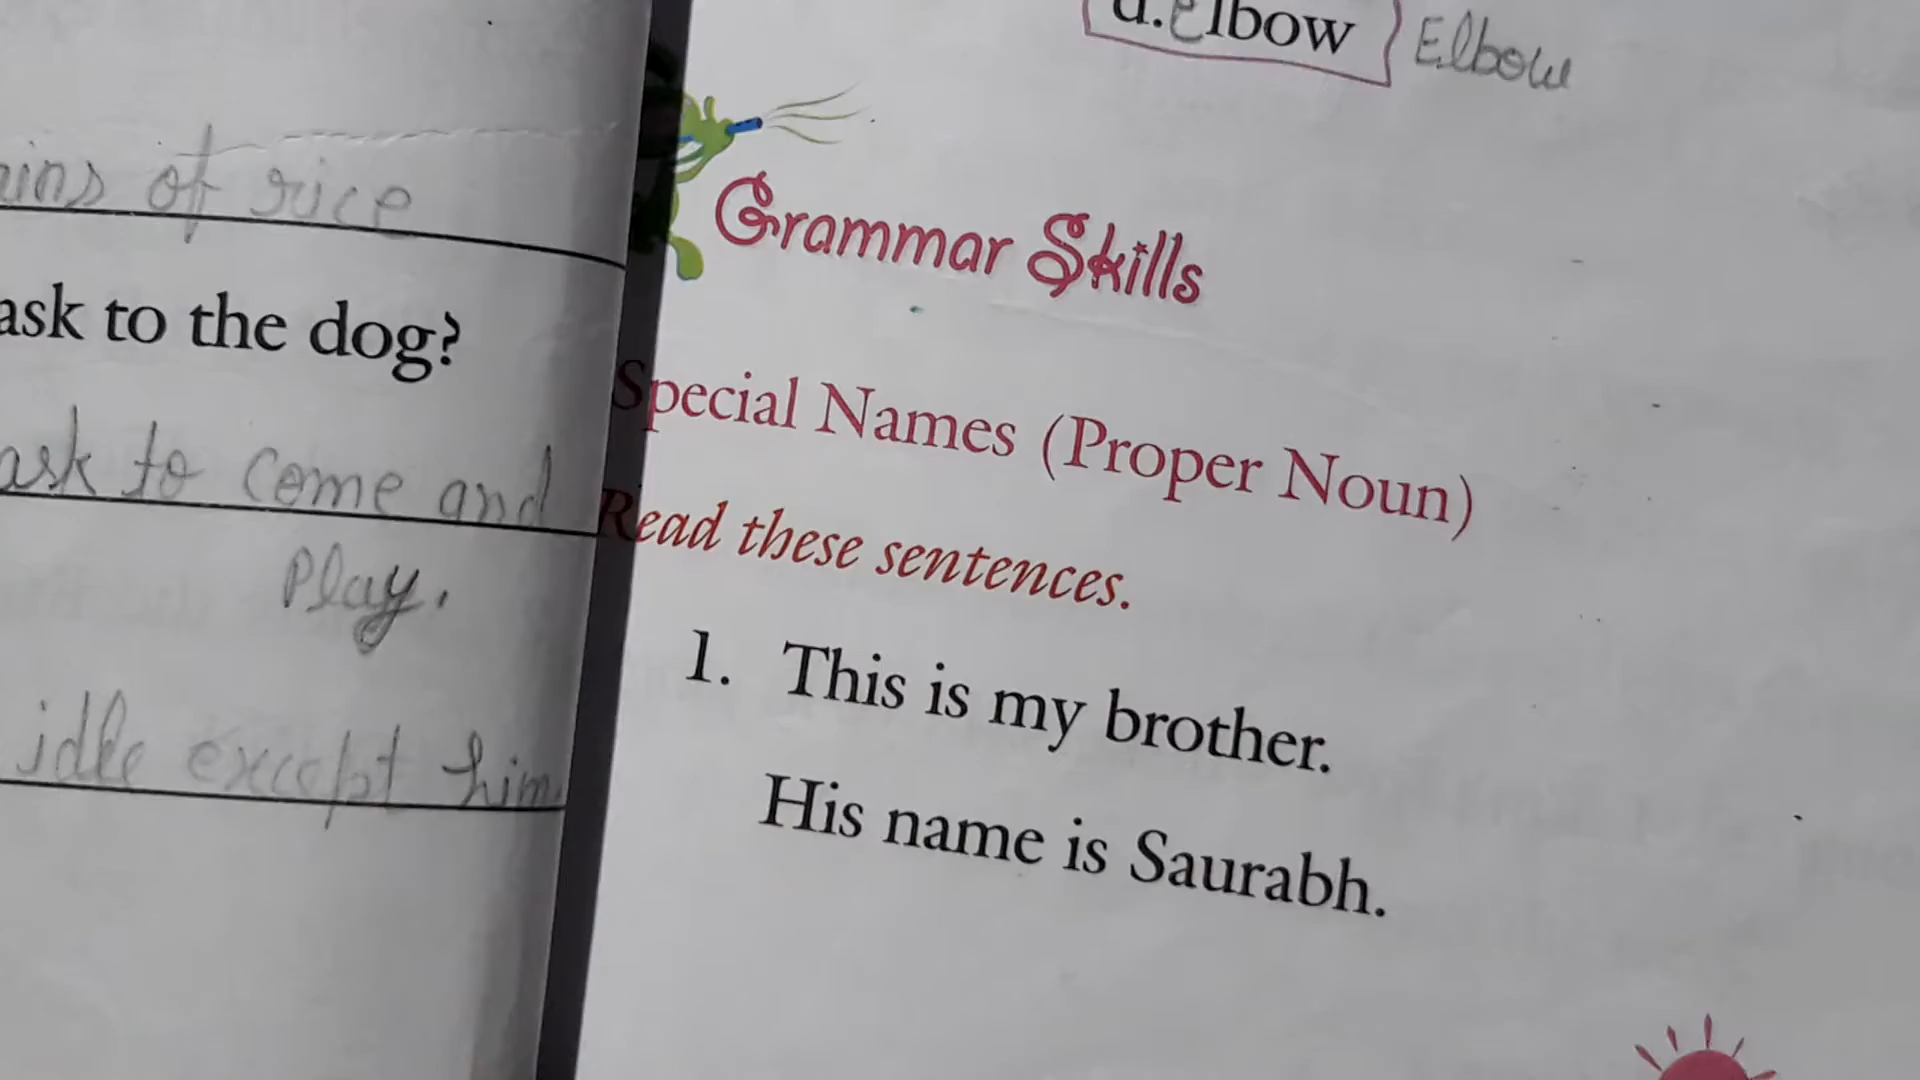 of rice
ask to the dog?
ask to come and
Play.
idle except him
d. elbow Elbow
Grammar Skills
Special Names (Proper Noun)
Read these sentences.
1. This is my brother.
His name is Saurabh.